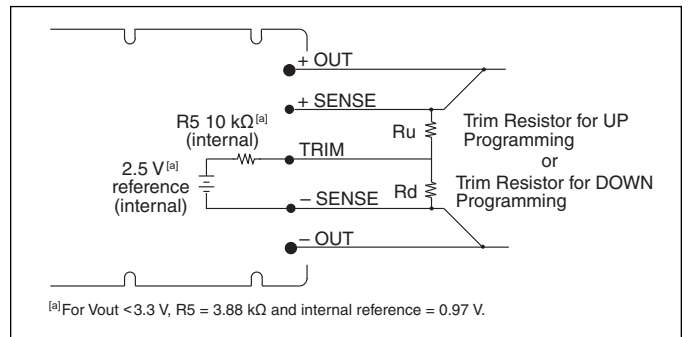 + OUT
+ SENSE
R5 10 kΩ[a]
(internal)
Ru
Trim Resistor for UP
Programming
or
Trim Resistor for DOWN
Programming
TRIM
2.5 V[a]
reference
(internal)
Rd
– SENSE
– OUT
[a]For Vout <3.3 V, R5 = 3.88 kΩ and internal reference = 0.97 V.